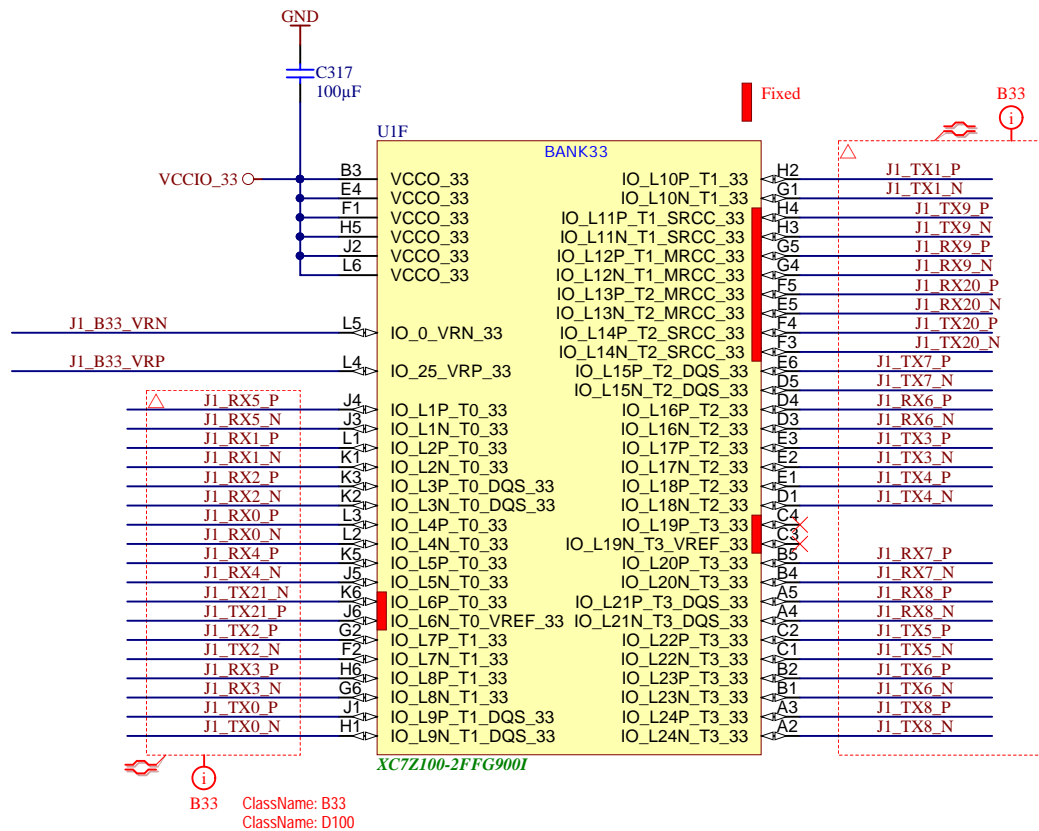 GND
C317
100µF
Fixed
B33
U1F
BANK33
VCCIO_33
B3 VCCO_33
E4 VCCO_33
F1 VCCO_33
H5 VCCO_33
J2 VCCO_33
L6 VCCO_33
J1_B33_VRN L5 IO_0_VRN_33
J1_B33_VRP L4 IO_25_VRP_33
J1_RX5_P J4 IO_L1P_T0_33
J1_RX5_N J3 IO_L1N_T0_33
J1_RX1_P L1 IO_L2P_T0_33
J1_RX1_N K1 IO_L2N_T0_33
J1_RX2_P K3 IO_L3P_T0_DQS_33
J1_RX2_N K2 IO_L3N_T0_DQS_33
J1_RX0_P L3 IO_L4P_T0_33
J1_RX0_N L2 IO_L4N_T0_33
J1_RX4_P K5 IO_L5P_T0_33
J1_RX4_N J5 IO_L5N_T0_33
J1_TX21_N K6 IO_L6P_T0_33
J1_TX21_P J6 IO_L6N_T0_VREF_33
J1_TX2_P G2 IO_L7P_T1_33
J1_TX2_N F2 IO_L7N_T1_33
J1_RX3_P H6 IO_L8P_T1_33
J1_RX3_N G6 IO_L8N_T1_33
J1_TX0_P J1 IO_L9P_T1_DQS_33
J1_TX0_N H1 IO_L9N_T1_DQS_33
IO_L10P_T1_33 H2 J1_TX1_P
IO_L10N_T1_33 G1 J1_TX1_N
IO_L11P_T1_SRCC_33 H4 J1_TX9_P
IO_L11N_T1_SRCC_33 H3 J1_TX9_N
IO_L12P_T1_MRCC_33 G5 J1_RX9_P
IO_L12N_T1_MRCC_33 G4 J1_RX9_N
IO_L13P_T2_MRCC_33 F5 J1_RX20_P
IO_L13N_T2_MRCC_33 E5 J1_RX20_N
IO_L14P_T2_SRCC_33 F4 J1_TX20_P
IO_L14N_T2_SRCC_33 F3 J1_TX20_N
IO_L15P_T2_DQS_33 E6 J1_TX7_P
IO_L15N_T2_DQS_33 D5 J1_TX7_N
IO_L16P_T2_33 D4 J1_RX6_P
IO_L16N_T2_33 D3 J1_RX6_N
IO_L17P_T2_33 E3 J1_TX3_P
IO_L17N_T2_33 E2 J1_TX3_N
IO_L18P_T2_33 E1 J1_TX4_P
IO_L18N_T2_33 D1 J1_TX4_N
IO_L19P_T3_33 C4
IO_L19N_T3_VREF_33 C3
IO_L20P_T3_33 B5 J1_RX7_P
IO_L20N_T3_33 B4 J1_RX7_N
IO_L21P_T3_DQS_33 A5 J1_RX8_P
IO_L21N_T3_DQS_33 A4 J1_RX8_N
IO_L22P_T3_33 C2 J1_TX5_P
IO_L22N_T3_33 C1 J1_TX5_N
IO_L23P_T3_33 B2 J1_TX6_P
IO_L23N_T3_33 B1 J1_TX6_N
IO_L24P_T3_33 A3 J1_TX8_P
IO_L24N_T3_33 A2 J1_TX8_N
XC7Z100-2FFG900I
i
i
B33
ClassName: B33
ClassName: D100